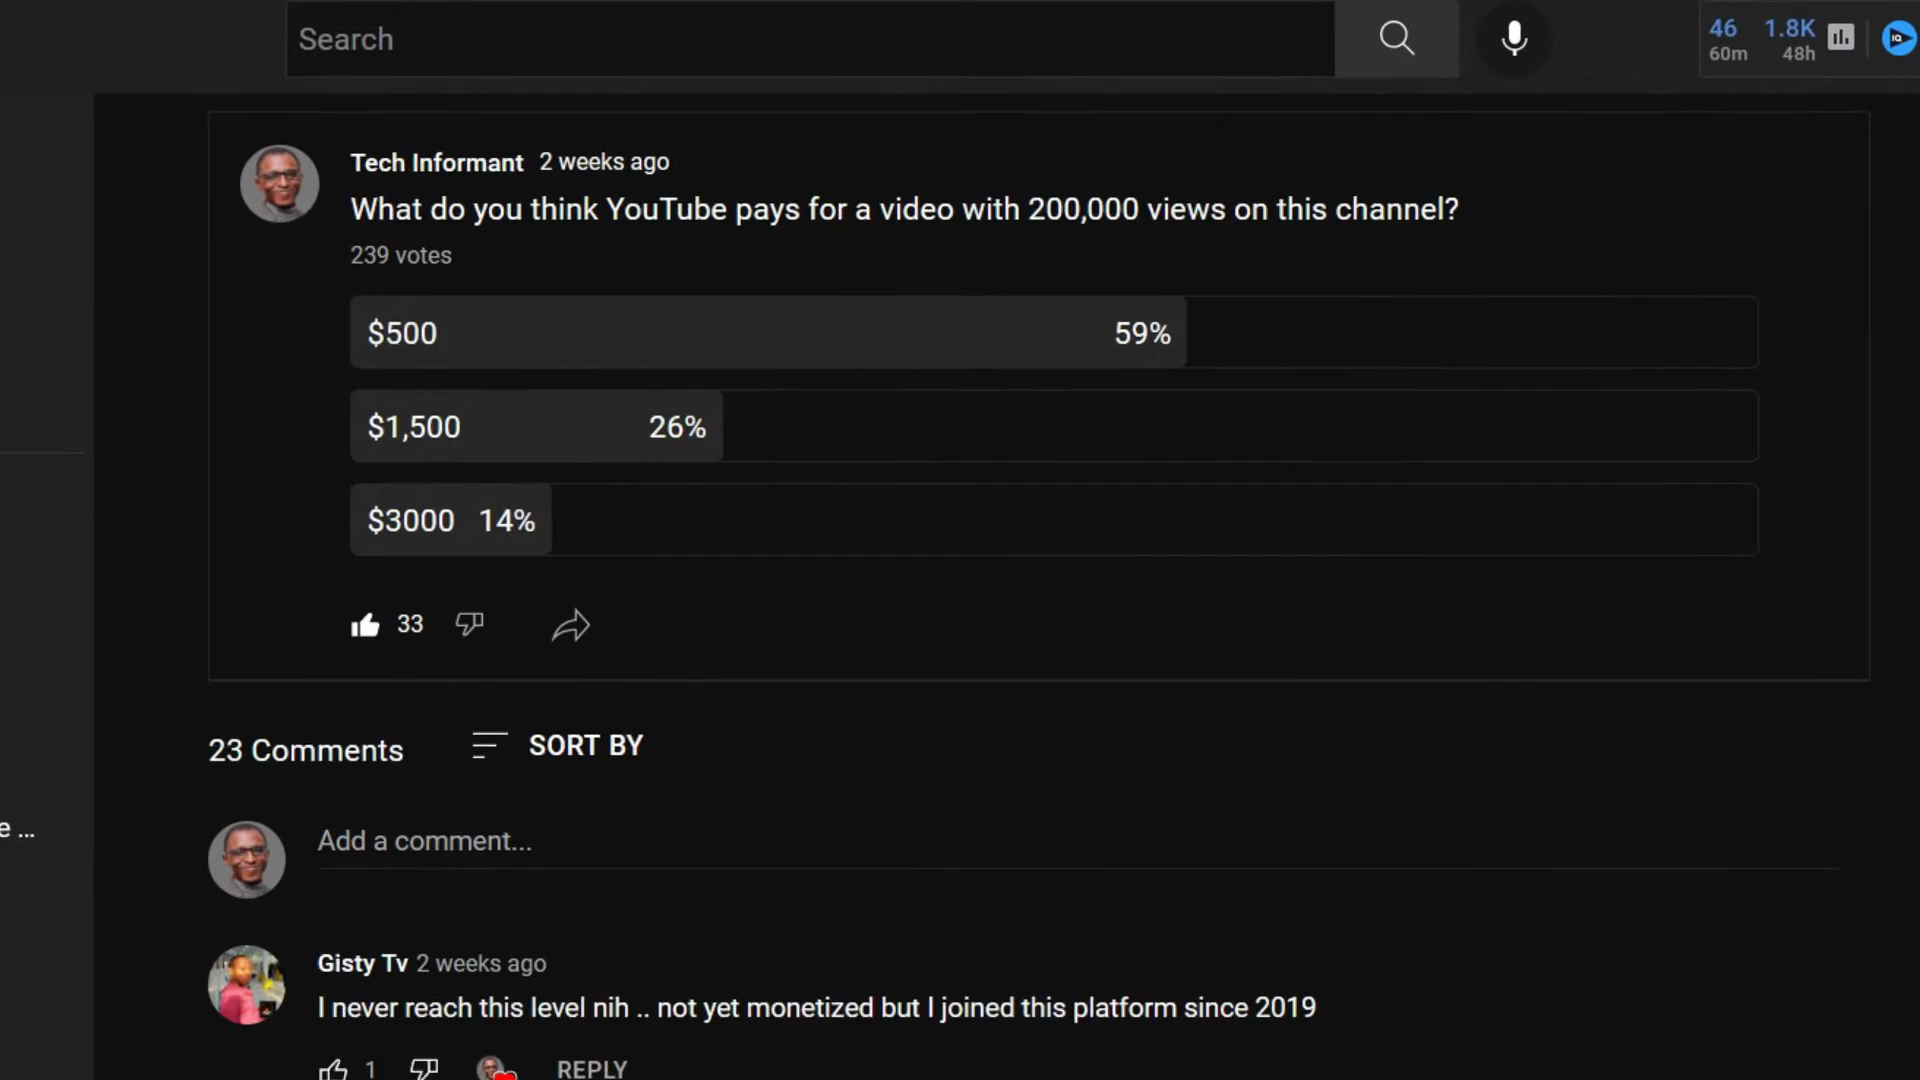 Search
46 1.8K
60m 48h
IQ
Tech Informant 2 weeks ago
What do you think YouTube pays for a video with 200,000 views on this channel?
239 votes
$500 59%
$1,500 26%
$3000 14%
33
23 Comments SORT BY
e ...
Add a comment...
Gisty Tv 2 weeks ago
I never reach this level nih .. not yet monetized but I joined this platform since 2019
1 REPLY